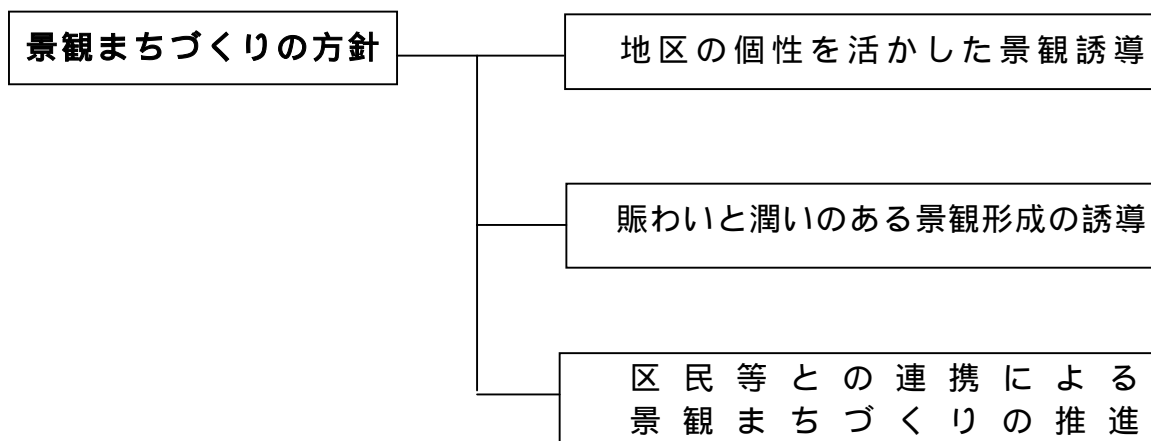 景観まちづくりの方針
地区の個性を活かした景観誘導
賑わいと潤いのある景観形成の誘導
区民等との連携による
景観まちづくりの推進